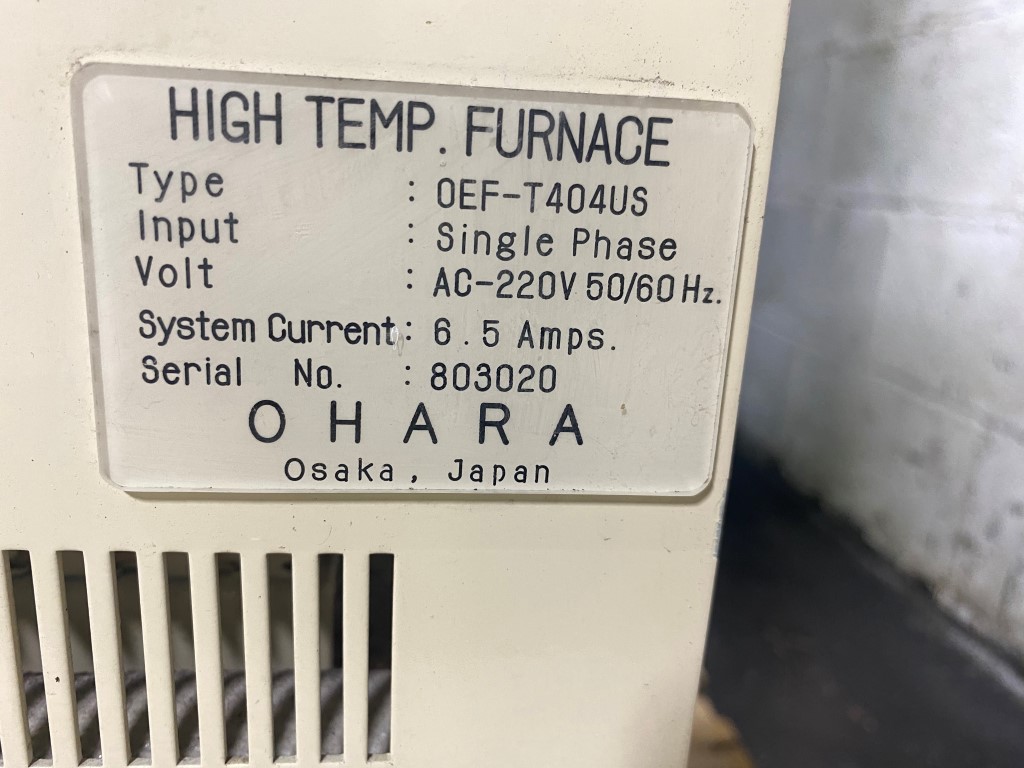 HIGH TEMP. FURNACE
Type : OEF-T404US
Input : Single Phase
Volt : AC-220V 50/60 Hz.
System Current : 6.5 Amps.
Serial No. : 803020
OHARA
Osaka, Japan